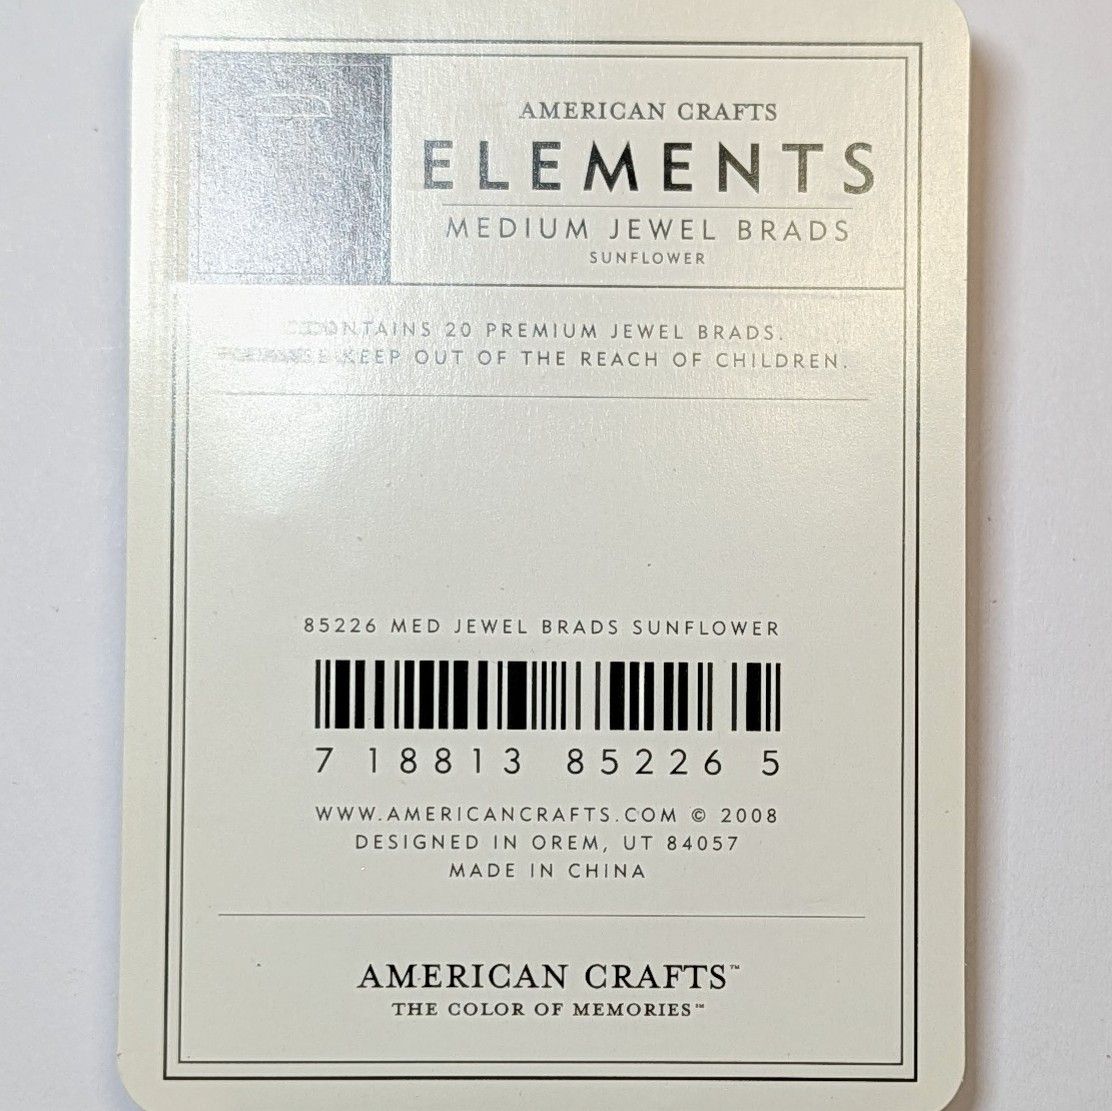 AMERICAN CRAFTS
ELEMENTS
MEDIUM JEWEL BRADS
SUNFLOWER
CONTAINS 20 PREMIUM JEWEL BRADS.
PLEASE KEEP OUT OF THE REACH OF CHILDREN.
85226 MED JEWEL BRADS SUNFLOWER
7 18813 85226 5
WWW.AMERICANCRAFTS.COM © 2008
DESIGNED IN OREM, UT 84057
MADE IN CHINA
AMERICAN CRAFTS™
THE COLOR OF MEMORIES℠